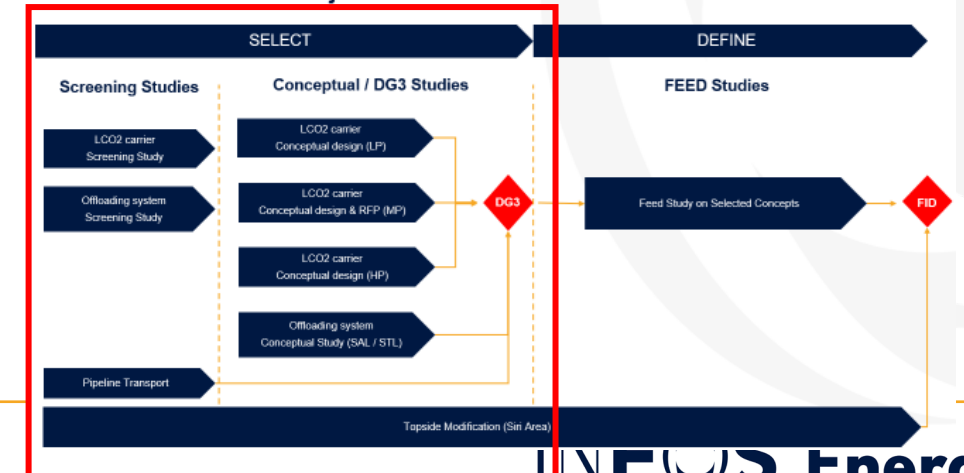 SELECT
DEFINE
Screening Studies
Conceptual / DG3 Studies
FEED Studies
LCO2 carrier
Screening Study
LCO2 carrier
Conceptual design (LP)
Offloading system
Screening Study
LCO2 carrier
Conceptual design & RFP (MP)
DG3
Feed Study on Selected Concepts
FID
LCO2 carrier
Conceptual design (HP)
Offloading system
Conceptual Study (SAL / STL)
Pipeline Transport
Topside Modification (Siri Area)
INEOS